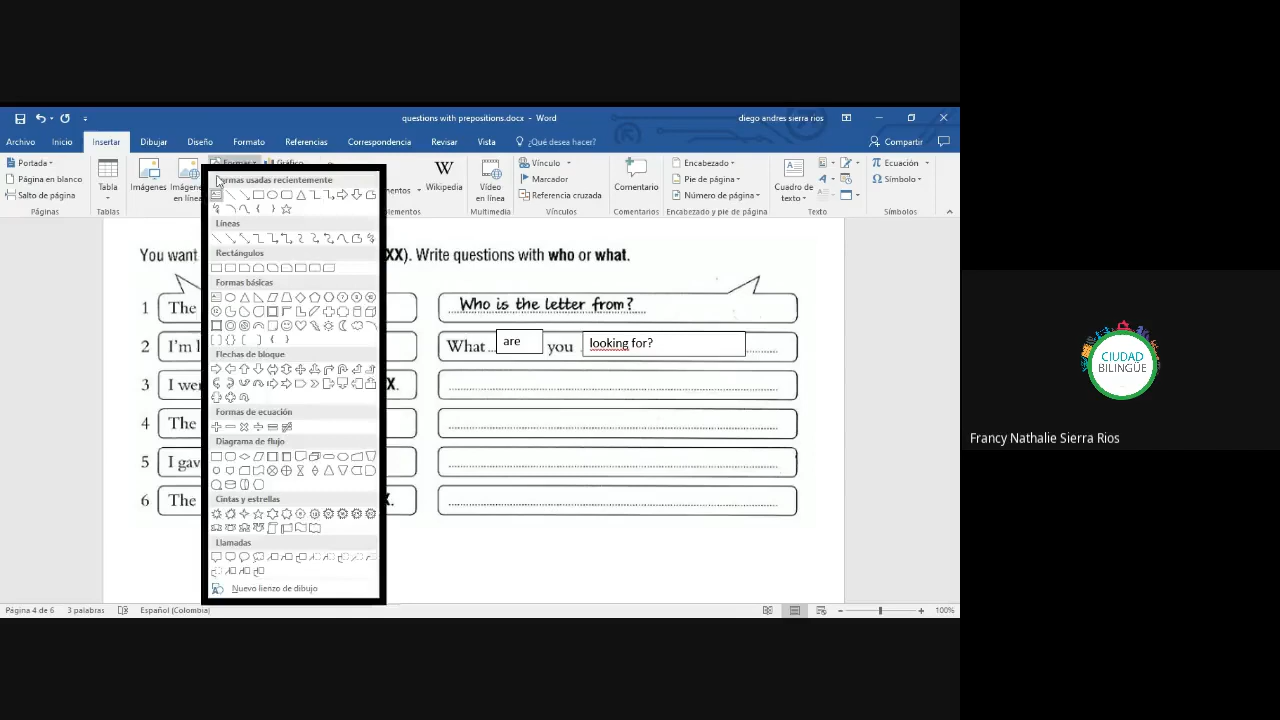 questions with prepositions.docx - Word
diego andres sierra rios
Archivo Inicio Insertar Dibujar Diseño Formato Referencias Correspondencia Revisar Vista ¿Qué desea hacer? Compartir
Portada
Página en blanco
Salto de página
Páginas
Tabla
Tablas
Imágenes
Imágenes
en línea
Formas
Gráfico
Wikipedia
Vídeo
en línea
Multimedia
Vínculo
Marcador
Referencia cruzada
Vínculos
Comentario
Comentarios
Encabezado
Pie de página
Número de página
Encabezado y pie de página
Cuadro de
texto
Texto
Ecuación
Símbolo
Símbolos
Formas usadas recientemente
Líneas
Rectángulos
Formas básicas
Flechas de bloque
Formas de ecuación
Diagrama de flujo
Cintas y estrellas
Llamadas
Nuevo lienzo de dibujo
You want XX). Write questions with who or what.
1 The Who is the letter from?
2 I'm l What are you looking for?
3 I wer X.
4 The
5 I gav
6 The X.
Página 4 de 6 3 palabras Español (Colombia) 100%
CIUDAD
BILINGÜE
Francy Nathalie Sierra Rios